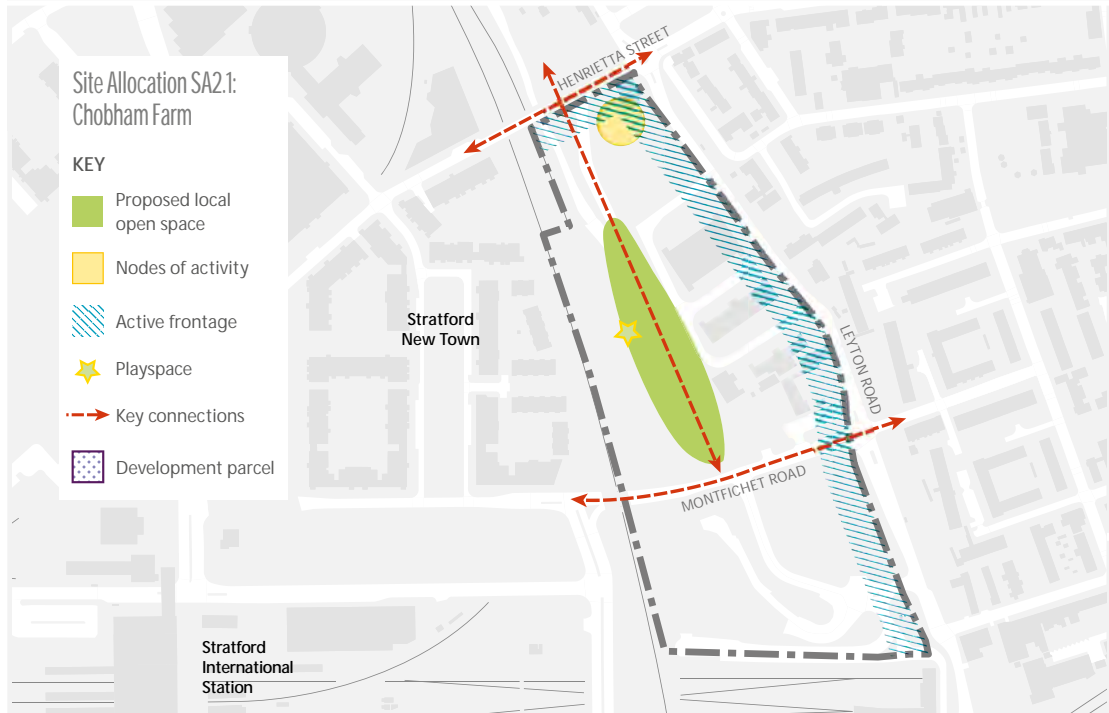 Site Allocation SA2.1:
Chobham Farm
KEY
Proposed local
open space
Nodes of activity
Active frontage
Playspace
Key connections
Development parcel
HENRIETTA STREET
Stratford
New Town
LEYTON ROAD
MONTFICHET ROAD
Stratford
International
Station